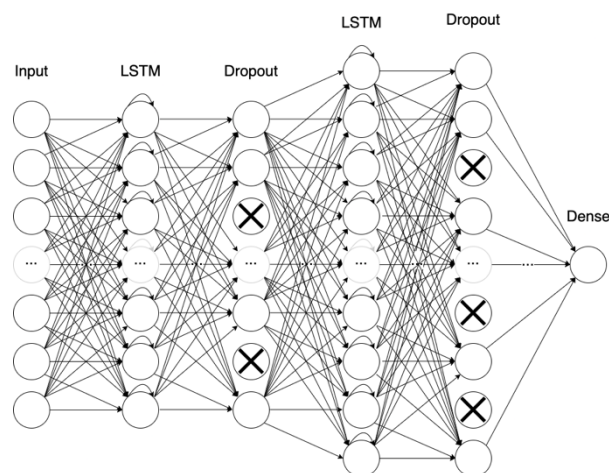 LSTM
Dropout
Input
LSTM
Dropout
Dense
... ... ... ... ... ......